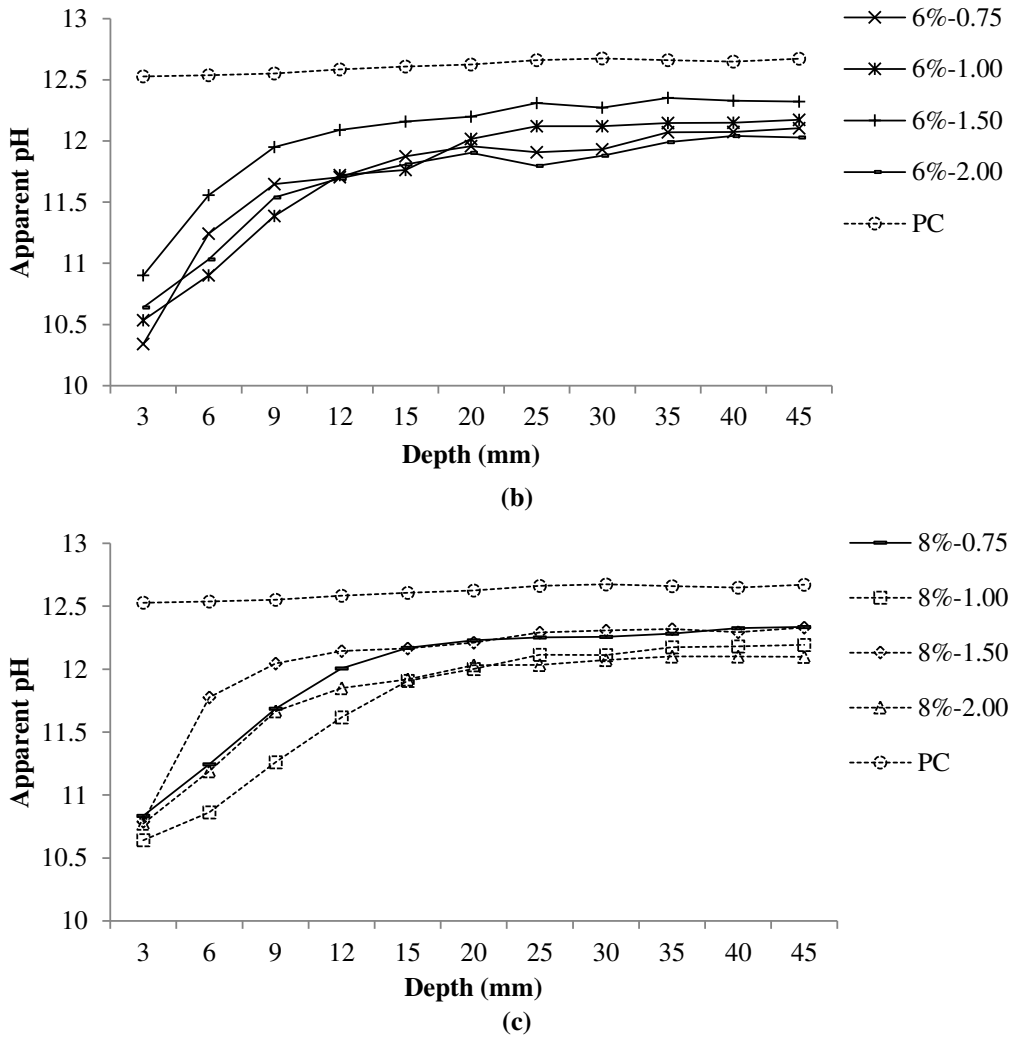 13
12.5
12
11.5
11
10.5
10
Apparent pH
3 6 9 12 15 20 25 30 35 40 45
Depth (mm)
6%-0.75
6%-1.00
6%-1.50
6%-2.00
PC
(b)
13
12.5
12
11.5
11
10.5
10
Apparent pH
3 6 9 12 15 20 25 30 35 40 45
Depth (mm)
8%-0.75
8%-1.00
8%-1.50
8%-2.00
PC
(c)